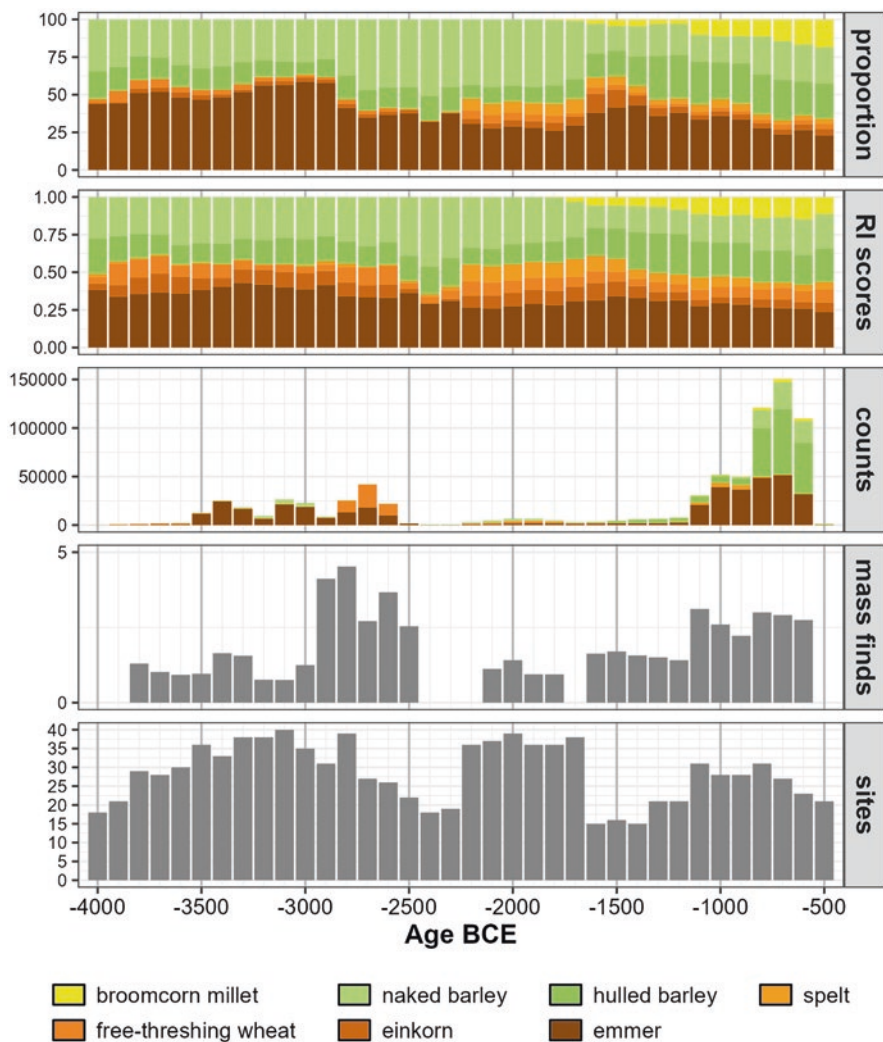 100
75
50
25
0
proportion
1.00
0.75
0.50
0.25
0.00
RI scores
150000
100000
50000
0
counts
5
0
mass finds
40
35
30
25
20
15
10
5
0
sites
-4000 -3500 -3000 -2500 -2000 -1500 -1000 -500
Age BCE
broomcorn millet naked barley hulled barley spelt
free-threshing wheat einkorn emmer